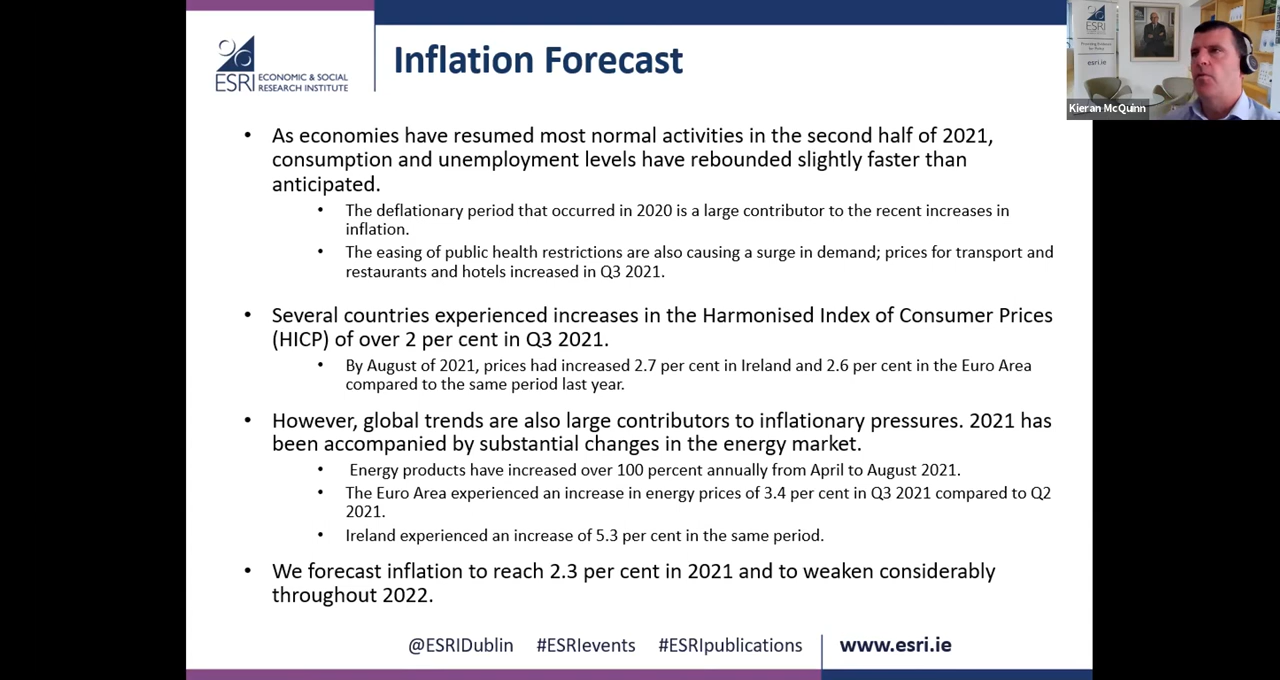 ESRI
ECONOMIC & SOCIAL
RESEARCH INSTITUTE
Inflation Forecast
• As economies have resumed most normal activities in the second half of 2021,
consumption and unemployment levels have rebounded slightly faster than
anticipated.
• The deflationary period that occurred in 2020 is a large contributor to the recent increases in
inflation.
• The easing of public health restrictions are also causing a surge in demand; prices for transport and
restaurants and hotels increased in Q3 2021.
• Several countries experienced increases in the Harmonised Index of Consumer Prices
(HICP) of over 2 per cent in Q3 2021.
• By August of 2021, prices had increased 2.7 per cent in Ireland and 2.6 per cent in the Euro Area
compared to the same period last year.
• However, global trends are also large contributors to inflationary pressures. 2021 has
been accompanied by substantial changes in the energy market.
• Energy products have increased over 100 percent annually from April to August 2021.
• The Euro Area experienced an increase in energy prices of 3.4 per cent in Q3 2021 compared to Q2
2021.
• Ireland experienced an increase of 5.3 per cent in the same period.
• We forecast inflation to reach 2.3 per cent in 2021 and to weaken considerably
throughout 2022.
@ESRIDublin #ESRIevents #ESRIpublications www.esri.ie
ESRI
esri.ie
Kieran McQuinn